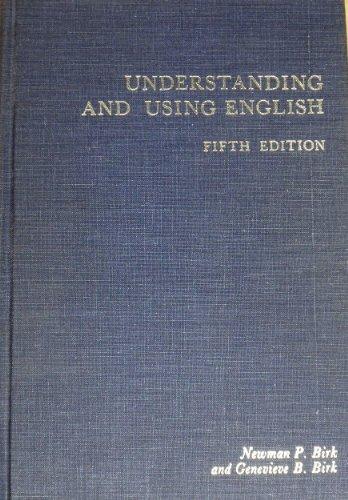 UNDERSTANDING
AND USING ENGLISH
FIFTH EDITION
Newman P. Birk
and Genevieve B. Birk